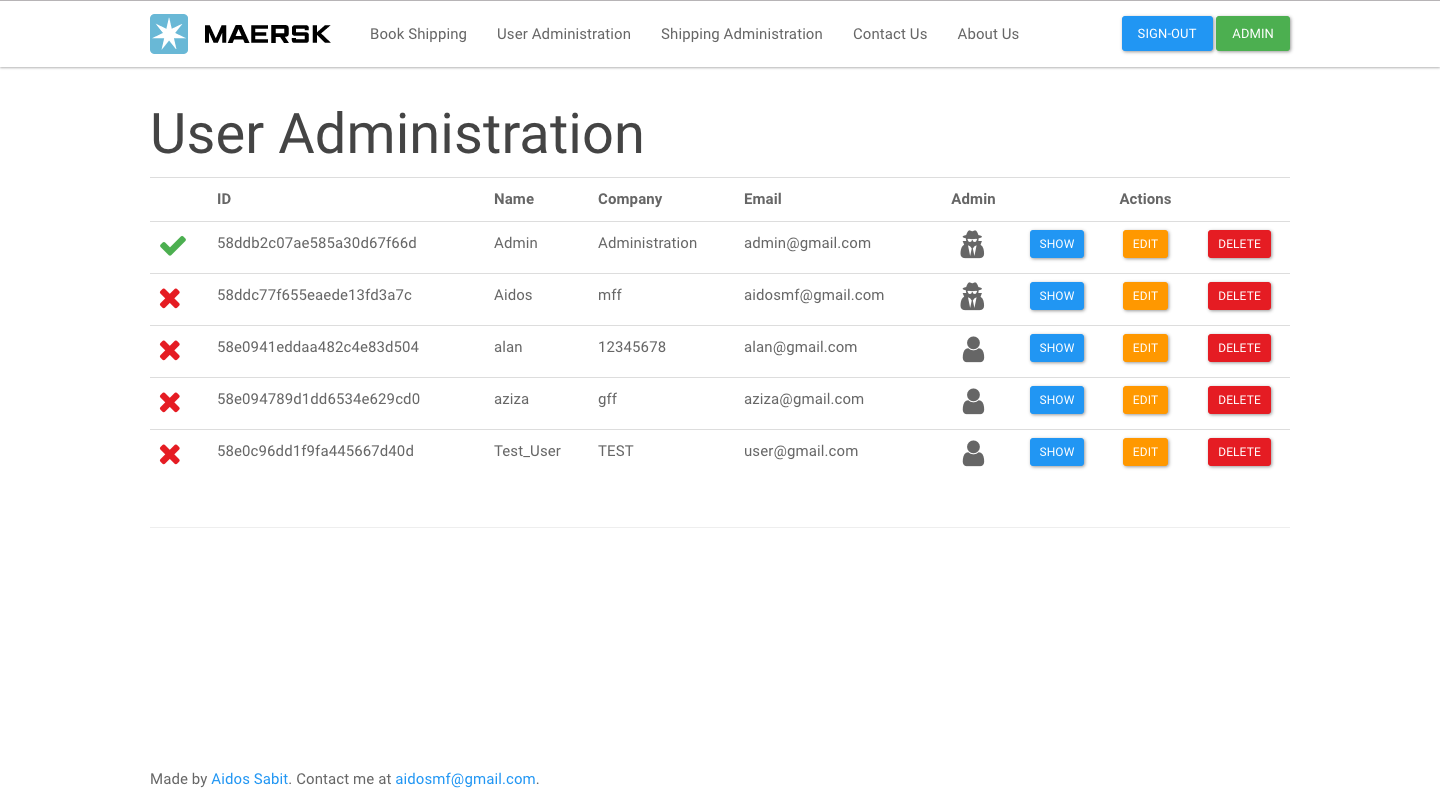 MAERSK Book Shipping User Administration Shipping Administration Contact Us About Us SIGN-OUT ADMIN
User Administration
ID Name Company Email Admin Actions
58ddb2c07ae585a30d67f66d Admin Administration admin@gmail.com SHOW EDIT DELETE
58ddc77f655eaede13fd3a7c Aidos mff aidosmf@gmail.com SHOW EDIT DELETE
58e0941eddaa482c4e83d504 alan 12345678 alan@gmail.com SHOW EDIT DELETE
58e094789d1dd6534e629cd0 aziza gff aziza@gmail.com SHOW EDIT DELETE
58e0c96dd1f9fa445667d40d Test_User TEST user@gmail.com SHOW EDIT DELETE
Made by Aidos Sabit. Contact me at aidosmf@gmail.com.